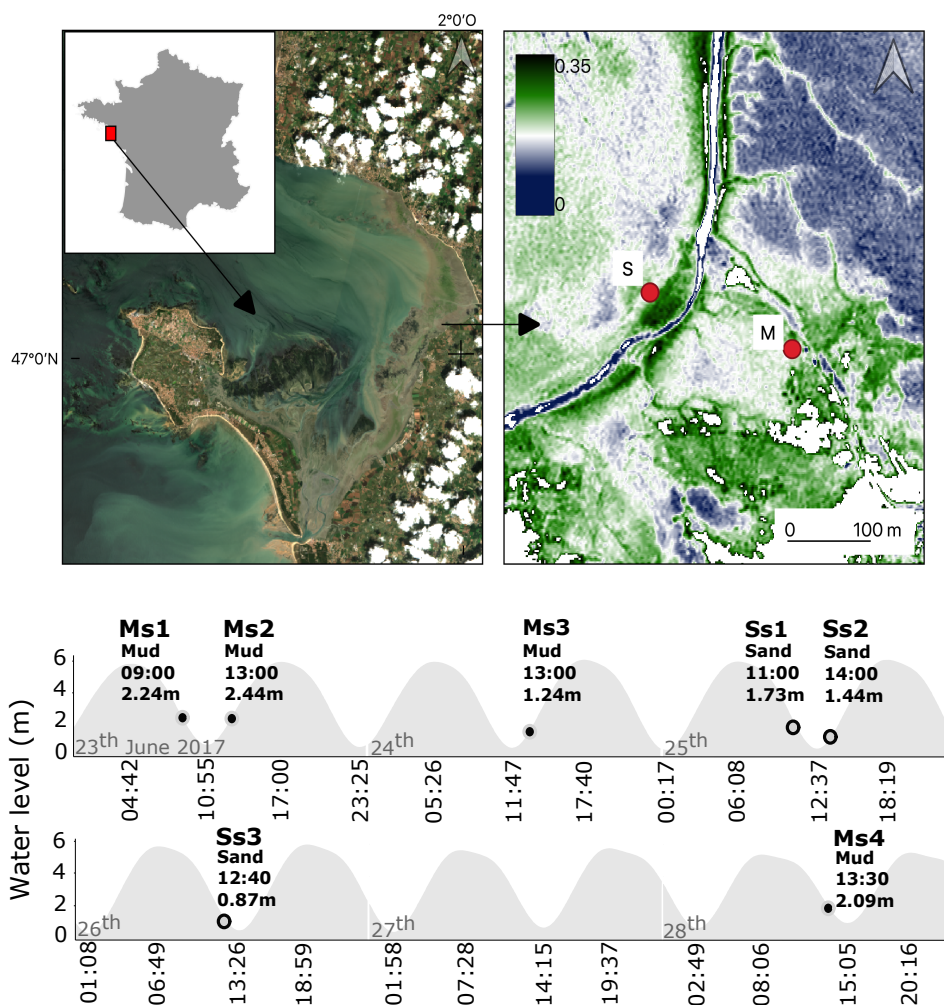 2°0'O
47°0'N
0.35
0
S
M
0 100 m
Water level (m)
Ms1
Mud
09:00
2.24m
Ms2
Mud
13:00
2.44m
Ms3
Mud
13:00
1.24m
Ss1
Sand
11:00
1.73m
Ss2
Sand
14:00
1.44m
6
4
2
0
23th June 2017
24th
25th
04:42
10:55
17:00
23:25
05:26
11:47
17:40
00:17
06:08
12:37
18:19
Ss3
Sand
12:40
0.87m
Ms4
Mud
13:30
2.09m
6
4
2
0
26th
27th
28th
01:08
06:49
13:26
18:59
01:58
07:28
14:15
19:37
02:49
08:06
15:05
20:16